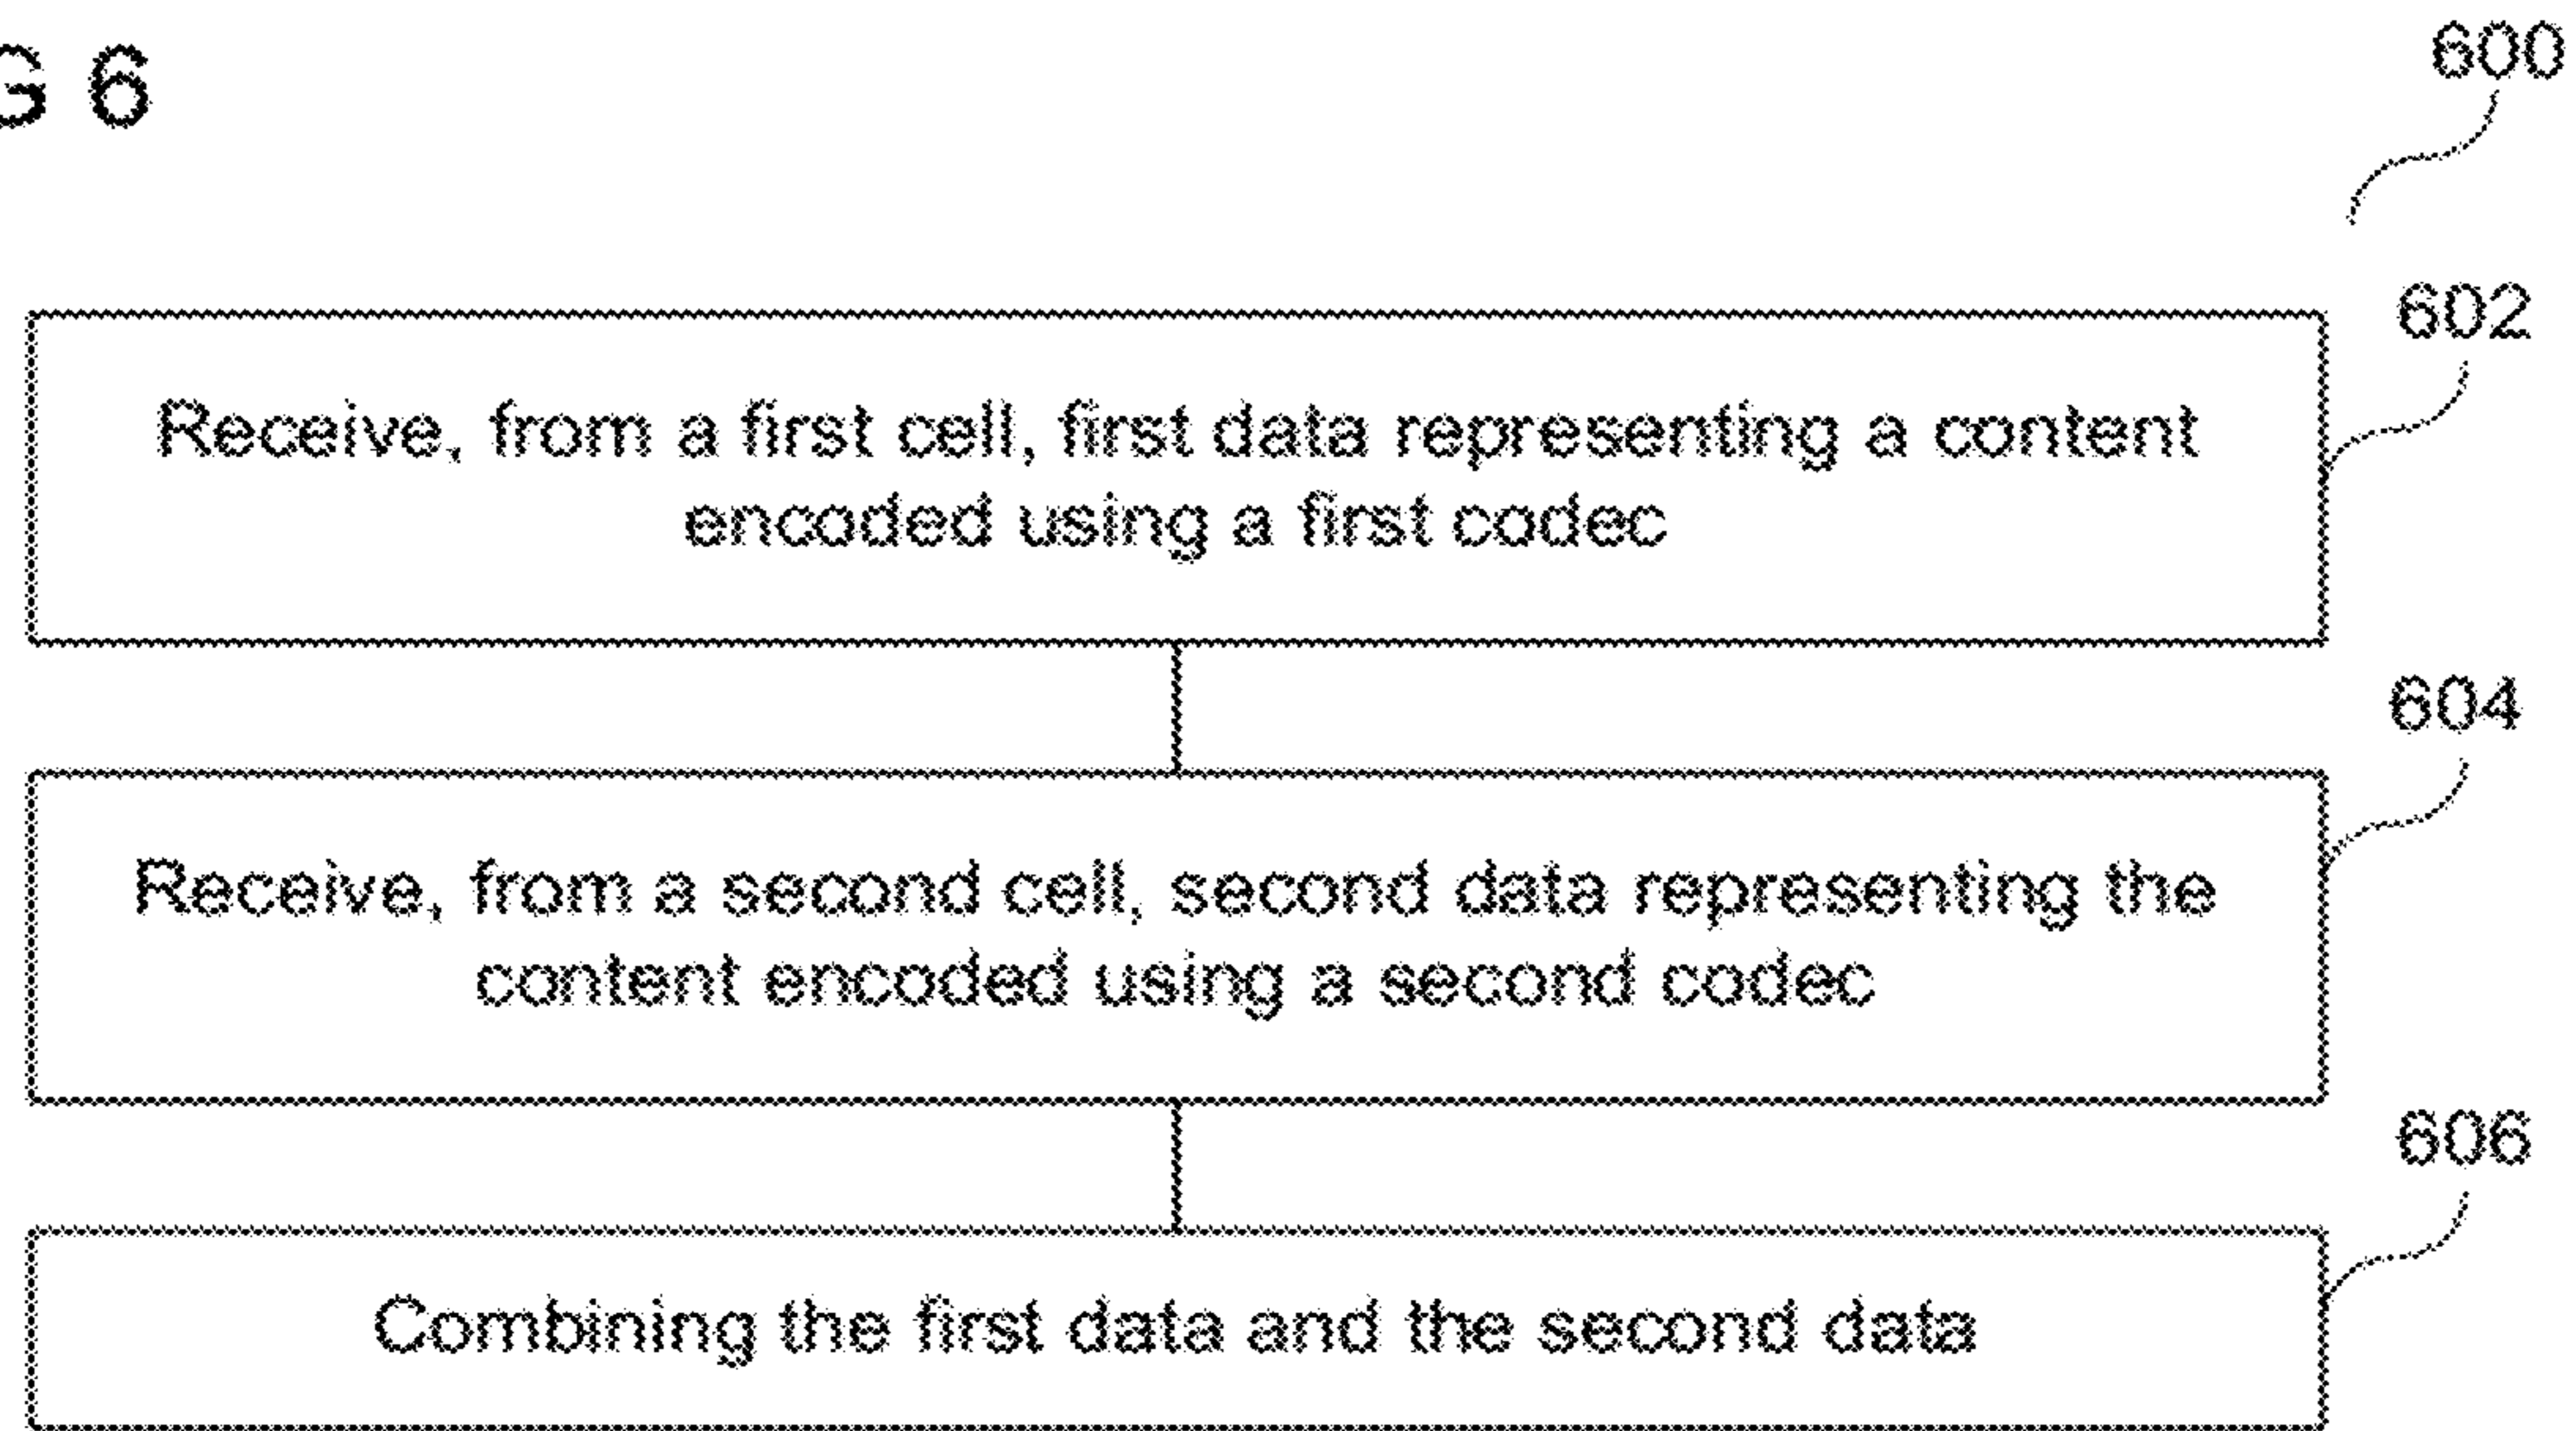 G 6
600
602
Receive, from a first cell, first data representing a content
encoded using a first codec
604
Receive, from a second cell, second data representing the
content encoded using a second codec
606
Combining the first data and the second data